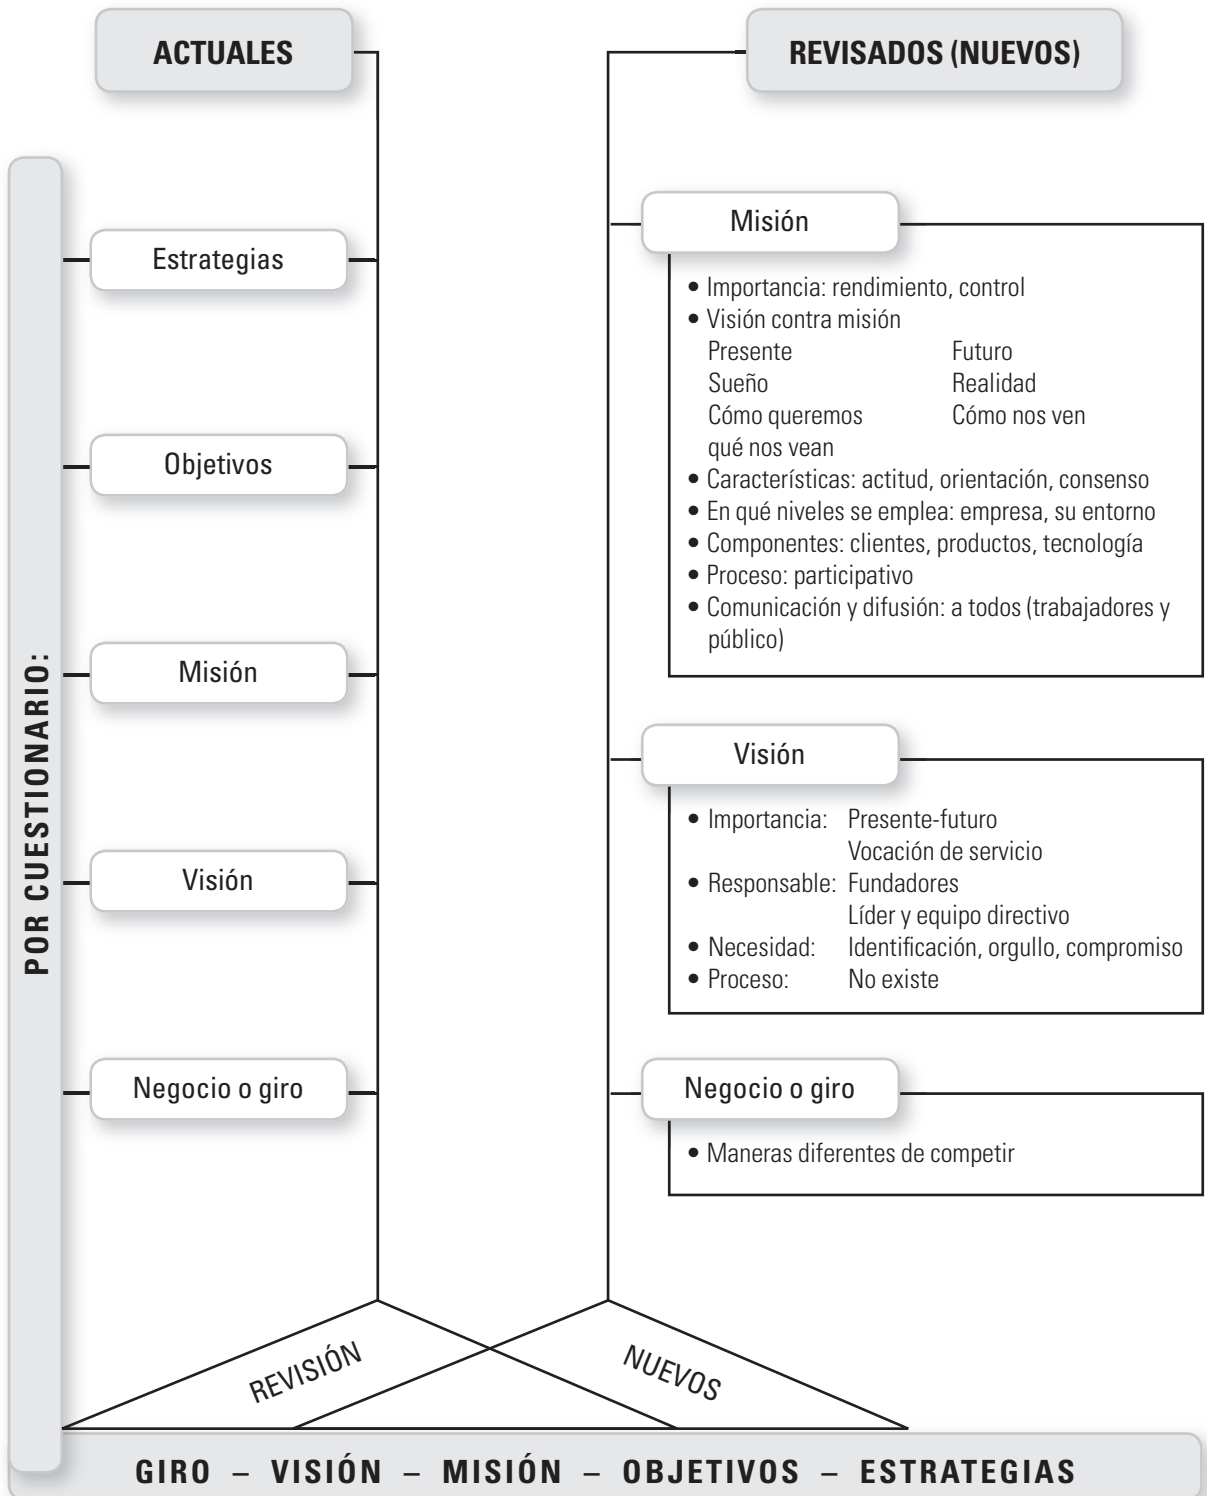 ACTUALES
REVISADOS (NUEVOS)
POR CUESTIONARIO:
Estrategias
Objetivos
Misión
Visión
Negocio o giro
Misión
• Importancia: rendimiento, control
• Visión contra misión
Presente Futuro
Sueño Realidad
Cómo queremos Cómo nos ven
qué nos vean
• Características: actitud, orientación, consenso
• En qué niveles se emplea: empresa, su entorno
• Componentes: clientes, productos, tecnología
• Proceso: participativo
• Comunicación y difusión: a todos (trabajadores y
público)
Visión
• Importancia: Presente-futuro
Vocación de servicio
• Responsable: Fundadores
Líder y equipo directivo
• Necesidad: Identificación, orgullo, compromiso
• Proceso: No existe
Negocio o giro
• Maneras diferentes de competir
REVISIÓN
NUEVOS
GIRO – VISIÓN – MISIÓN – OBJETIVOS – ESTRATEGIAS